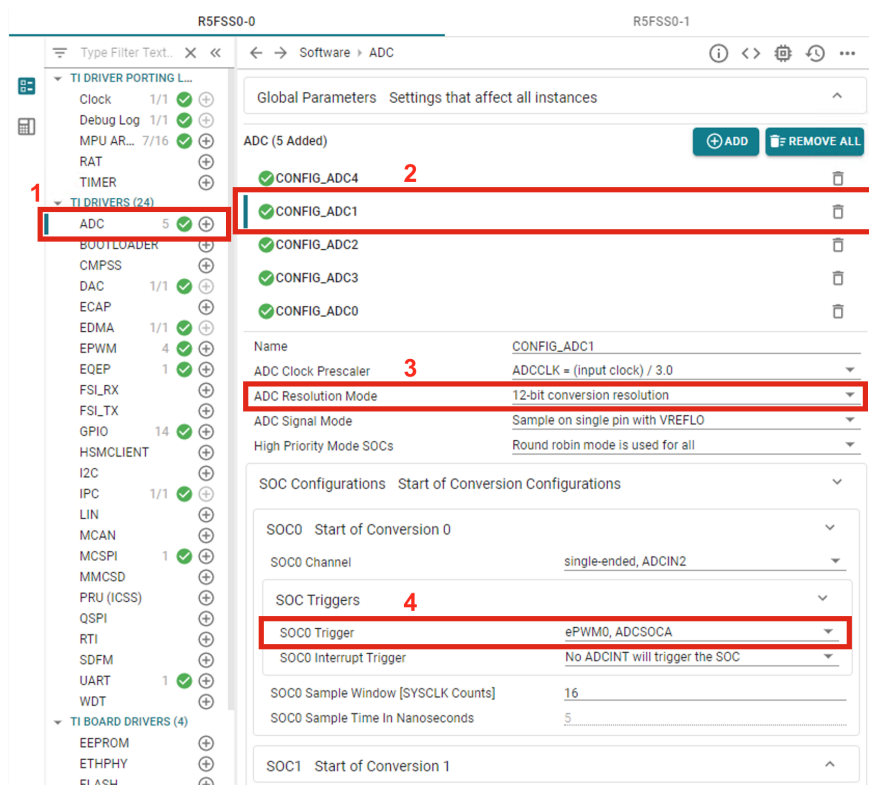 R5FSS0-0 R5FSS0-1
Type Filter Text..
Software ADC
TI DRIVER PORTING L...
Clock 1/1
Debug Log 1/1
MPU AR... 7/16
RAT
TIMER
1
TI DRIVERS (24)
ADC 5
BOOTLOADER
CMPSS
DAC 1/1
ECAP
EDMA 1/1
EPWM 4
EQEP 1
FSI_RX
FSI_TX
GPIO 14
HSMCLIENT
I2C
IPC 1/1
LIN
MCAN
MCSPI 1
MMCSD
PRU (ICSS)
QSPI
RTI
SDFM
UART 1
WDT
TI BOARD DRIVERS (4)
EEPROM
ETHPHY
FLASH
Global Parameters Settings that affect all instances
ADC (5 Added) ADD REMOVE ALL
CONFIG_ADC4 2
CONFIG_ADC1
CONFIG_ADC2
CONFIG_ADC3
CONFIG_ADC0
Name CONFIG_ADC1
ADC Clock Prescaler 3 ADCCLK = (input clock) / 3.0
ADC Resolution Mode 12-bit conversion resolution
ADC Signal Mode Sample on single pin with VREFLO
High Priority Mode SOCs Round robin mode is used for all
SOC Configurations Start of Conversion Configurations
SOC0 Start of Conversion 0
SOC0 Channel single-ended, ADCIN2
SOC Triggers 4
SOC0 Trigger ePWM0, ADCSOCA
SOC0 Interrupt Trigger No ADCINT will trigger the SOC
SOC0 Sample Window [SYSCLK Counts] 16
SOC0 Sample Time In Nanoseconds 5
SOC1 Start of Conversion 1